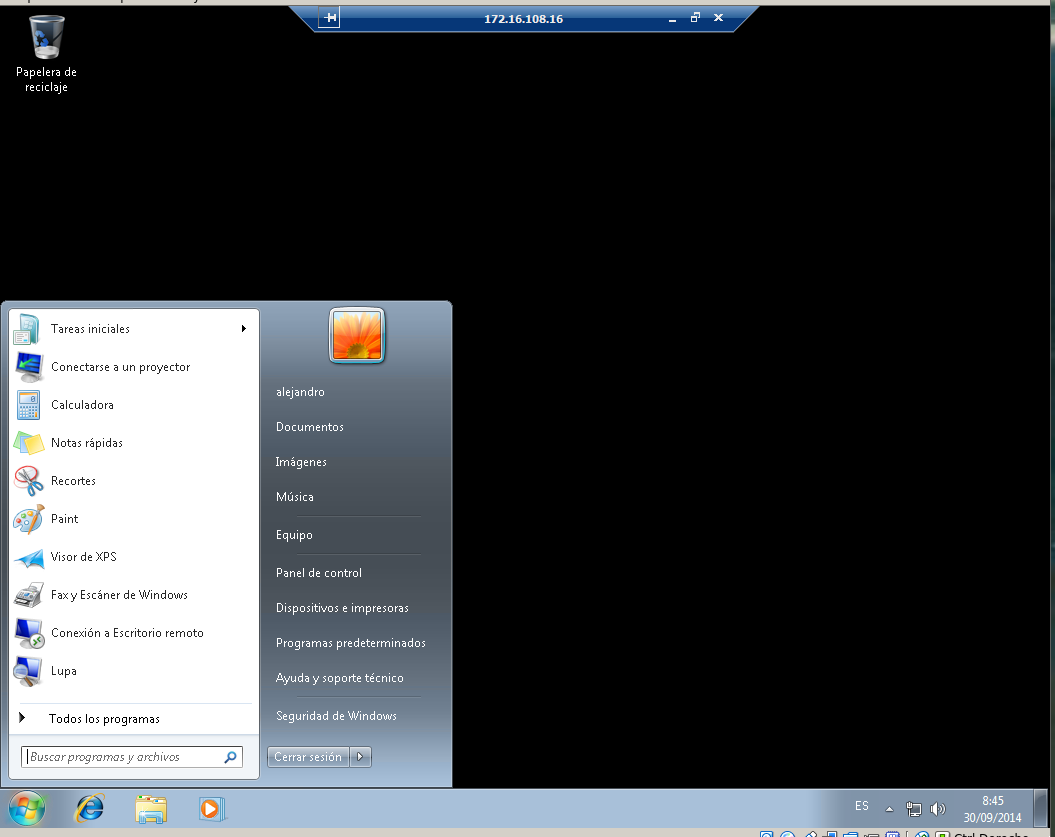 172.16.108.16
Papelera de
reciclaje
Tareas iniciales
Conectarse a un proyector
Calculadora
Notas rápidas
Recortes
Paint
Visor de XPS
Fax y Escáner de Windows
Conexión a Escritorio remoto
Lupa
Todos los programas
Buscar programas y archivos
alejandro
Documentos
Imágenes
Música
Equipo
Panel de control
Dispositivos e impresoras
Programas predeterminados
Ayuda y soporte técnico
Seguridad de Windows
Cerrar sesión
ES
8:45
30/09/2014
Ctrl Derecho